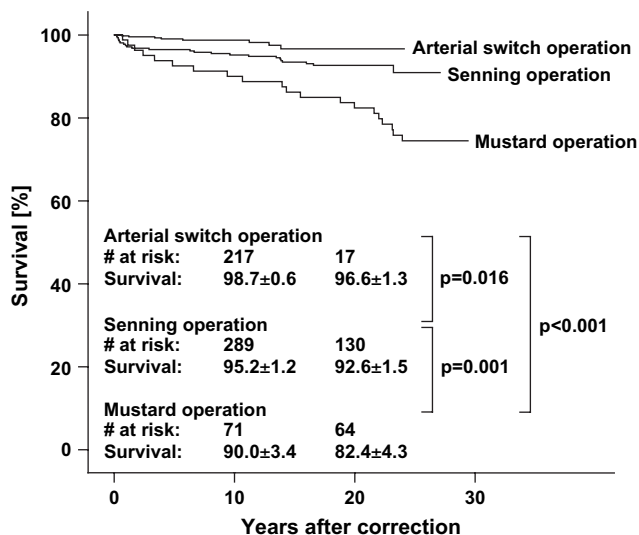 100
80
60
40
20
0
Survival [%]
Arterial switch operation
Senning operation
Mustard operation
Arterial switch operation
# at risk: 217 17
Survival: 98.7±0.6 96.6±1.3
p=0.016
Senning operation
# at risk: 289 130
Survival: 95.2±1.2 92.6±1.5
p=0.001
p<0.001
Mustard operation
# at risk: 71 64
Survival: 90.0±3.4 82.4±4.3
0 10 20 30
Years after correction